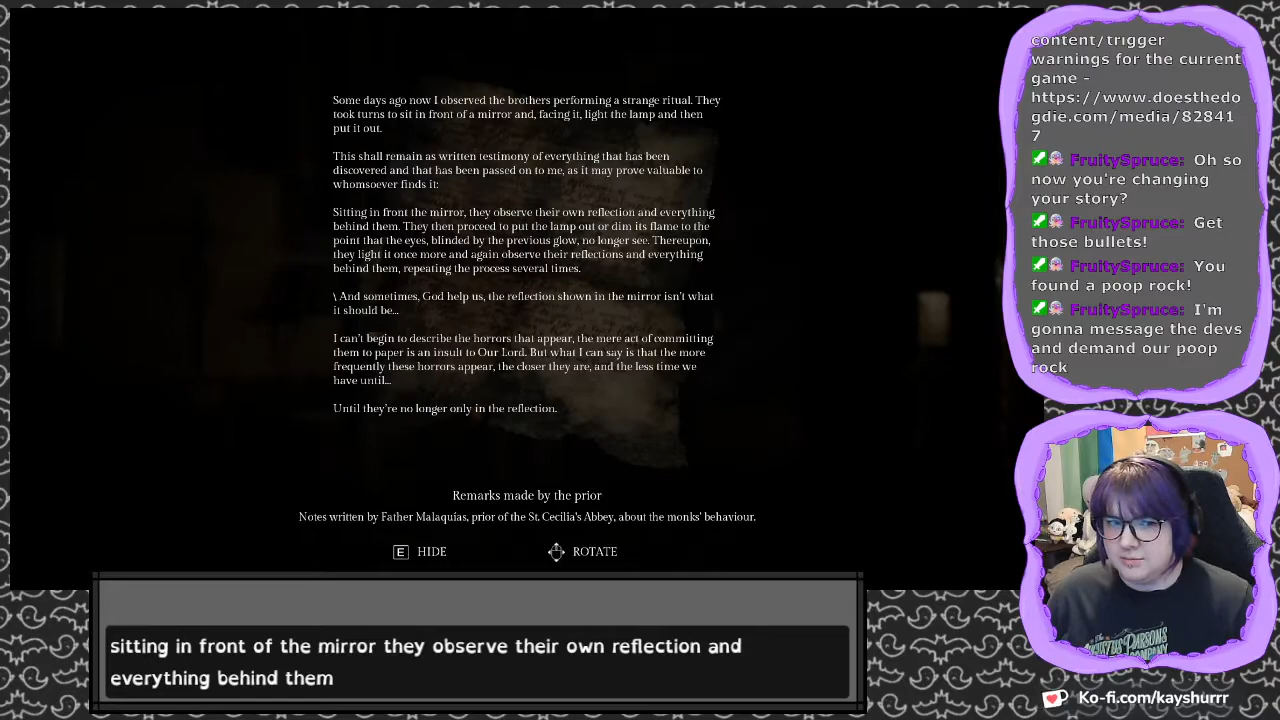 Some days ago now I observed the brothers performing a strange ritual. They
took turns to sit in front of a mirror and, facing it, light the lamp and then
put it out.
This shall remain as written testimony of everything that has been
discovered and that has been passed on to me, as it may prove valuable to
whomsoever finds it:
Sitting in front the mirror, they observe their own reflection and everything
behind them. They then proceed to put the lamp out or dim its flame to the
point that the eyes, blinded by the previous glow, no longer see. Thereupon,
they light it once more and again observe their reflections and everything
behind them, repeating the process several times.
\ And sometimes, God help us, the reflection shown in the mirror isn't what
it should be...
I can't begin to describe the horrors that appear, the mere act of committing
them to paper is an insult to Our Lord. But what I can say is that the more
frequently these horrors appear, the closer they are, and the less time we
have until...
Until they're no longer only in the reflection.
Remarks made by the prior
Notes written by Father Malaquías, prior of the St. Cecilia's Abbey, about the monks' behaviour.
E HIDE
ROTATE
sitting in front of the mirror they observe their own reflection and
everything behind them
content/trigger
warnings for the current
game -
https://www.doesthedo
gdie.com/media/82841
7
FruitySpruce: Oh so
now you're changing
your story?
FruitySpruce: Get
those bullets!
FruitySpruce: You
found a poop rock!
FruitySpruce: I'm
gonna message the devs
and demand our poop
rock
PARSONS
COMPANY
Ko-fi.com/kayshurrr